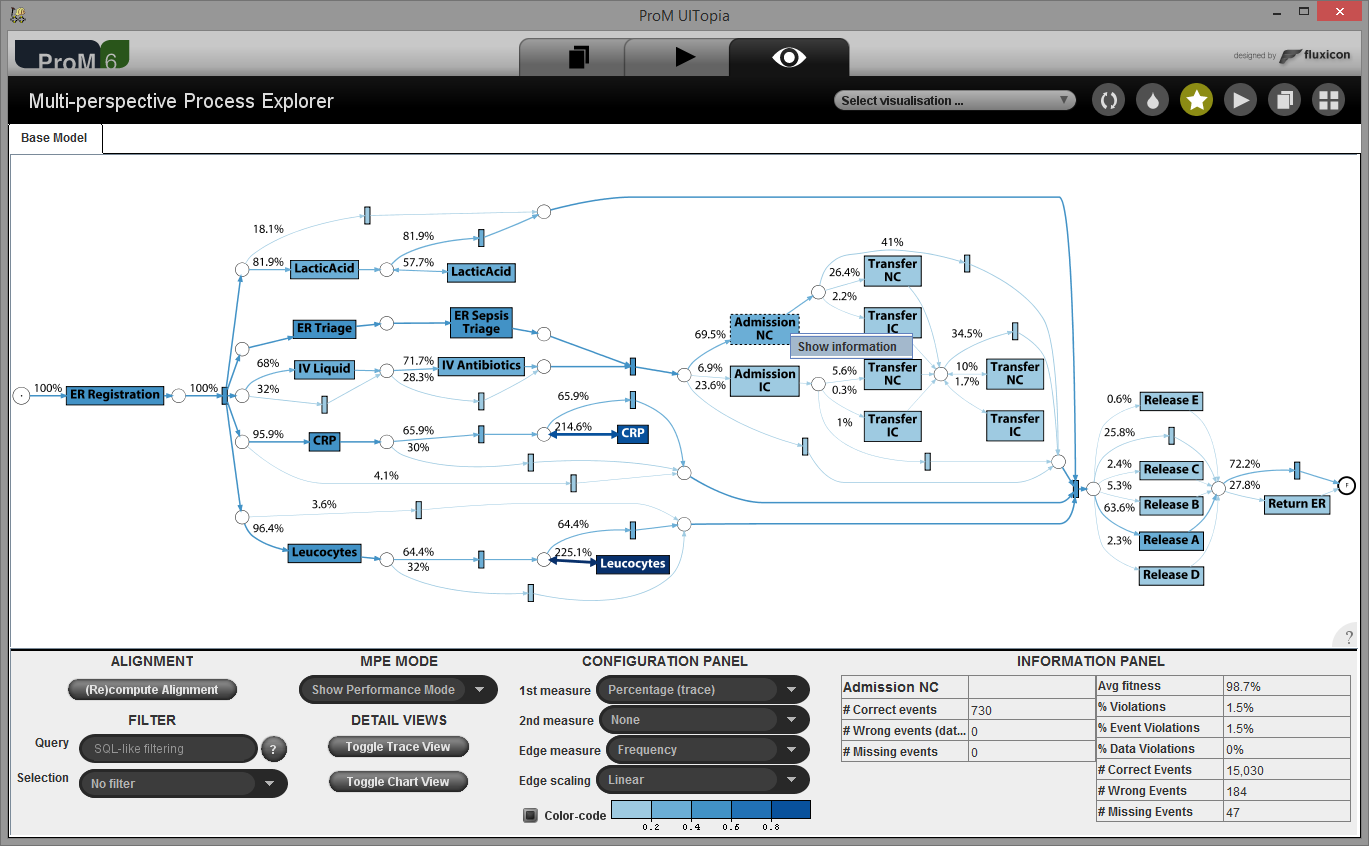 ProM UITopia
ProM 6
designed by fluxicon
Multi-perspective Process Explorer
Select visualisation ...
Base Model
18.1%
81.9%
LacticAcid
81.9%
57.7%
LacticAcid
ER Triage
ER Sepsis
Triage
68%
IV Liquid
32%
71.7%
28.3%
IV Antibiotics
100%
ER Registration
100%
95.9%
CRP
65.9%
30%
65.9%
214.6%
CRP
4.1%
3.6%
96.4%
Leucocytes
64.4%
32%
64.4%
225.1%
Leucocytes
69.5%
Admission
NC
Show information
6.9%
23.6%
Admission
IC
41%
26.4%
2.2%
Transfer
NC
Transfer
IC
5.6%
0.3%
1%
Transfer
NC
Transfer
IC
34.5%
10%
1.7%
Transfer
NC
Transfer
IC
0.6%
Release E
25.8%
2.4%
Release C
5.3%
Release B
63.6%
Release A
2.3%
Release D
72.2%
27.8%
Return ER
F
?
ALIGNMENT
(Re)compute Alignment
FILTER
Query
SQL-like filtering
?
Selection
No filter
MPE MODE
Show Performance Mode
DETAIL VIEWS
Toggle Trace View
Toggle Chart View
CONFIGURATION PANEL
1st measure
Percentage (trace)
2nd measure
None
Edge measure
Frequency
Edge scaling
Linear
Color-code
0.2 0.4 0.6 0.8
INFORMATION PANEL
Admission NC
# Correct events 730
# Wrong events (dat... 0
# Missing events 0
Avg fitness 98.7%
% Violations 1.5%
% Event Violations 1.5%
% Data Violations 0%
# Correct Events 15,030
# Wrong Events 184
# Missing Events 47